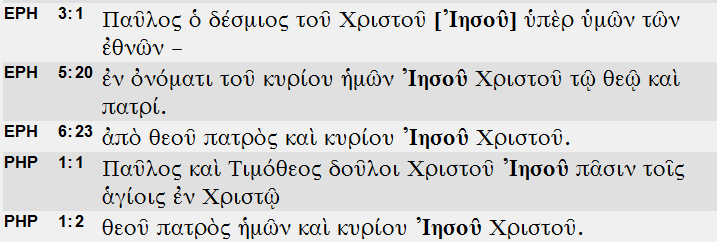 EPH 3:1 Παῦλος ὁ δέσμιος τοῦ Χριστοῦ [Ἰησοῦ] ὑπὲρ ὑμῶν τῶν
ἐθνῶν –
EPH 5:20 ἐν ὀνόματι τοῦ κυρίου ἡμῶν Ἰησοῦ Χριστοῦ τῷ θεῷ καὶ
πατρί.
EPH 6:23 ἀπὸ θεοῦ πατρὸς καὶ κυρίου Ἰησοῦ Χριστοῦ.
PHP 1:1 Παῦλος καὶ Τιμόθεος δοῦλοι Χριστοῦ Ἰησοῦ πᾶσιν τοῖς
ἁγίοις ἐν Χριστῷ
PHP 1:2 θεοῦ πατρὸς ἡμῶν καὶ κυρίου Ἰησοῦ Χριστοῦ.